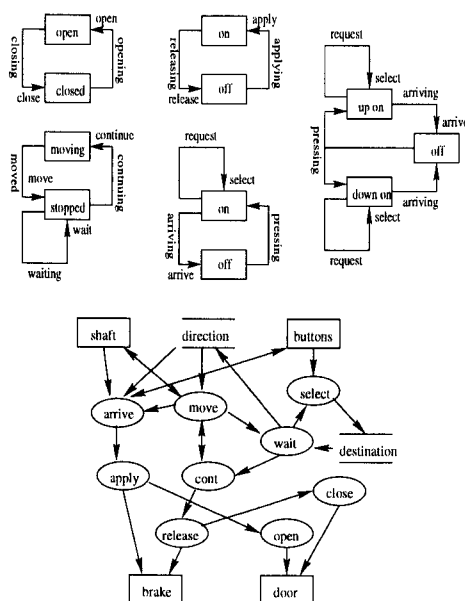 open
open
closing
opening
close
closed
apply
on
releasing
applying
release
off
request
select
up on
arriving
arrive
off
pressing
down on
arriving
select
request
continue
moving
moved
move
contnuing
stopped
wait
waiting
request
select
on
arriving
pressing
arrive
off
shaft
direction
buttons
arrive
move
select
wait
destination
apply
cont
close
release
open
brake
door